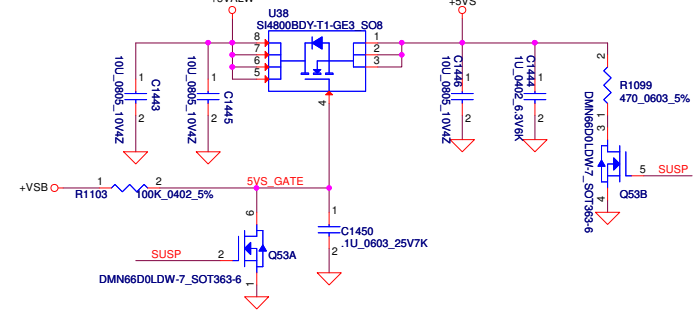 +5VS
U38
SI4800BDY-T1-GE3_SO8
8
7
6
5
1
2
3
4
10U_0805_10V4Z
1
2
C1443
10U_0805_10V4Z
1
2
C1445
10U_0805_10V4Z
C1446
1
2
1U_0402_6.3V6K
C1444
1
2
2
R1099
470_0603_5%
1
DMN66D0LDW-7_SOT363-6
3
5
SUSP
Q53B
4
+VSB
1
2
R1103
100K_0402_5%
5VS_GATE
6
SUSP
2
Q53A
DMN66D0LDW-7_SOT363-6
1
1
C1450
.1U_0603_25V7K
2